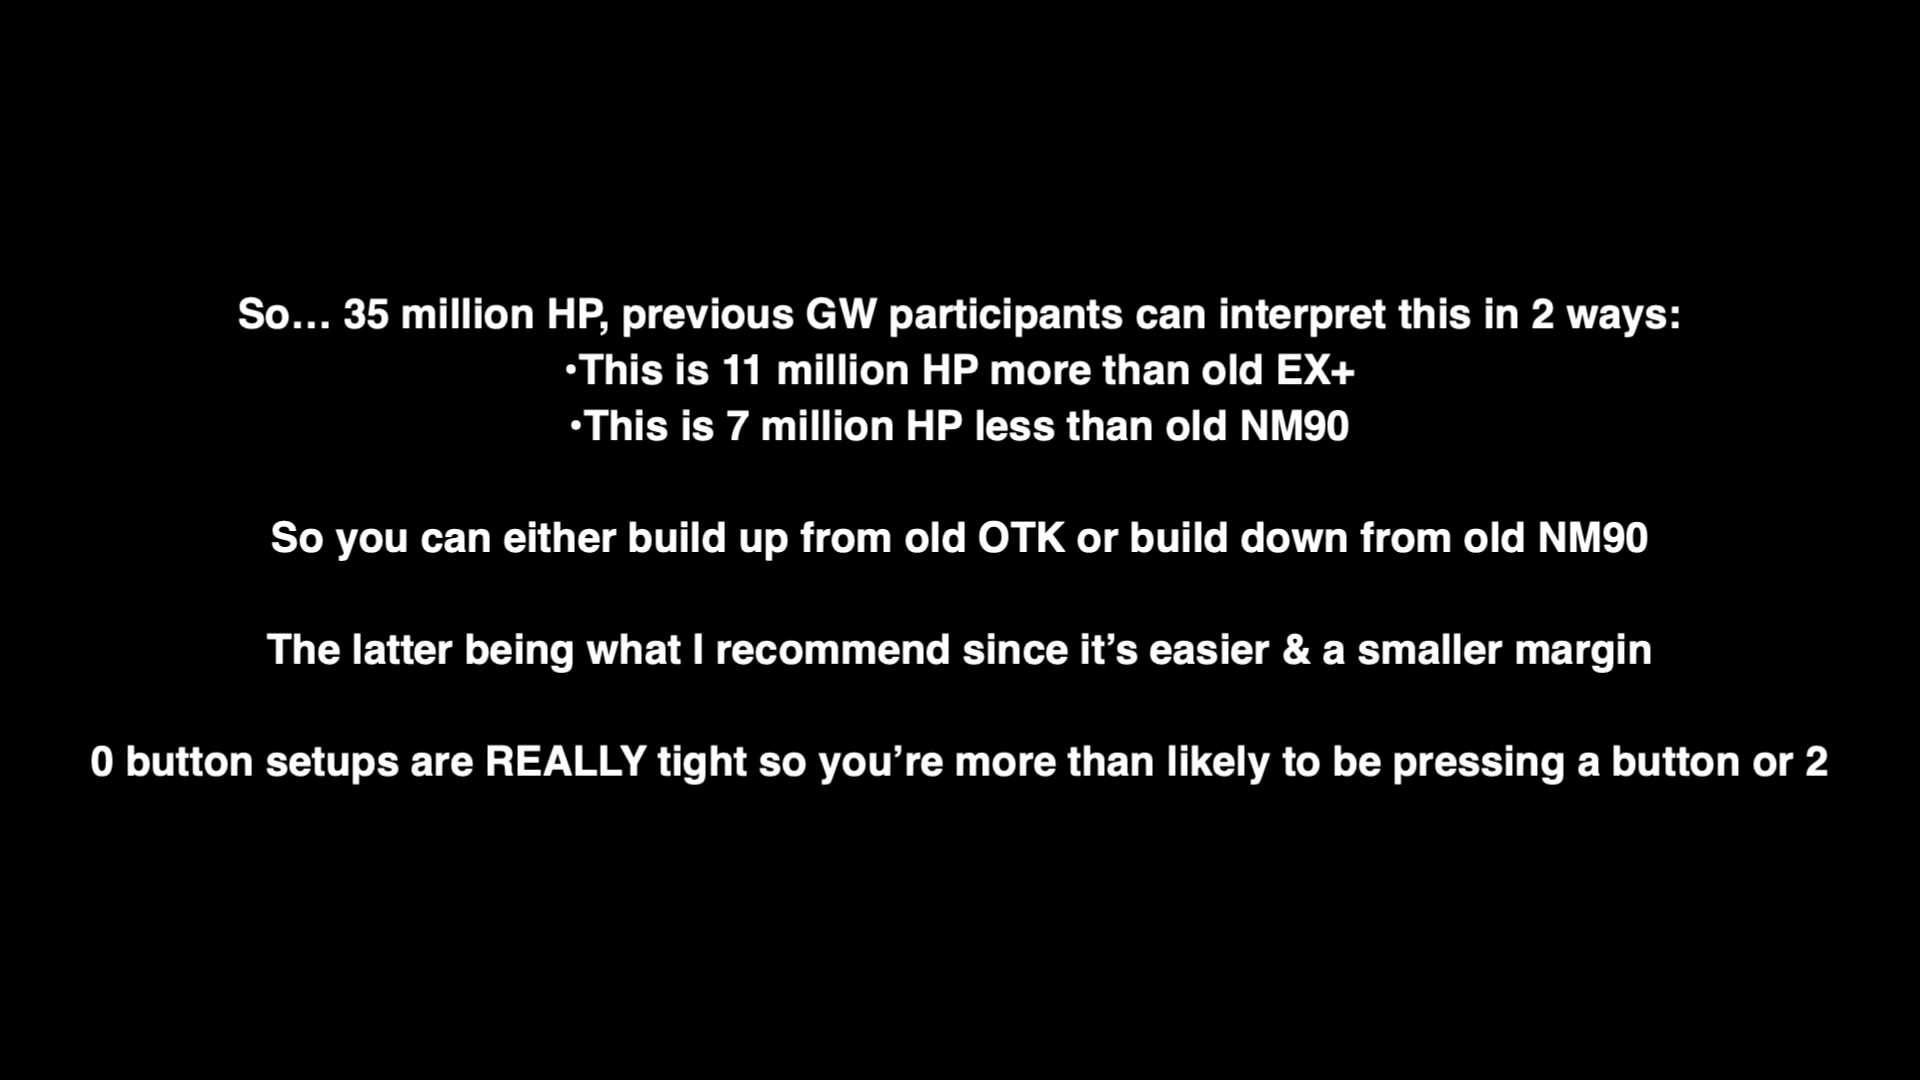 So… 35 million HP, previous GW participants can interpret this in 2 ways:
•This is 11 million HP more than old EX+
•This is 7 million HP less than old NM90
So you can either build up from old OTK or build down from old NM90
The latter being what I recommend since it’s easier & a smaller margin
0 button setups are REALLY tight so you’re more than likely to be pressing a button or 2